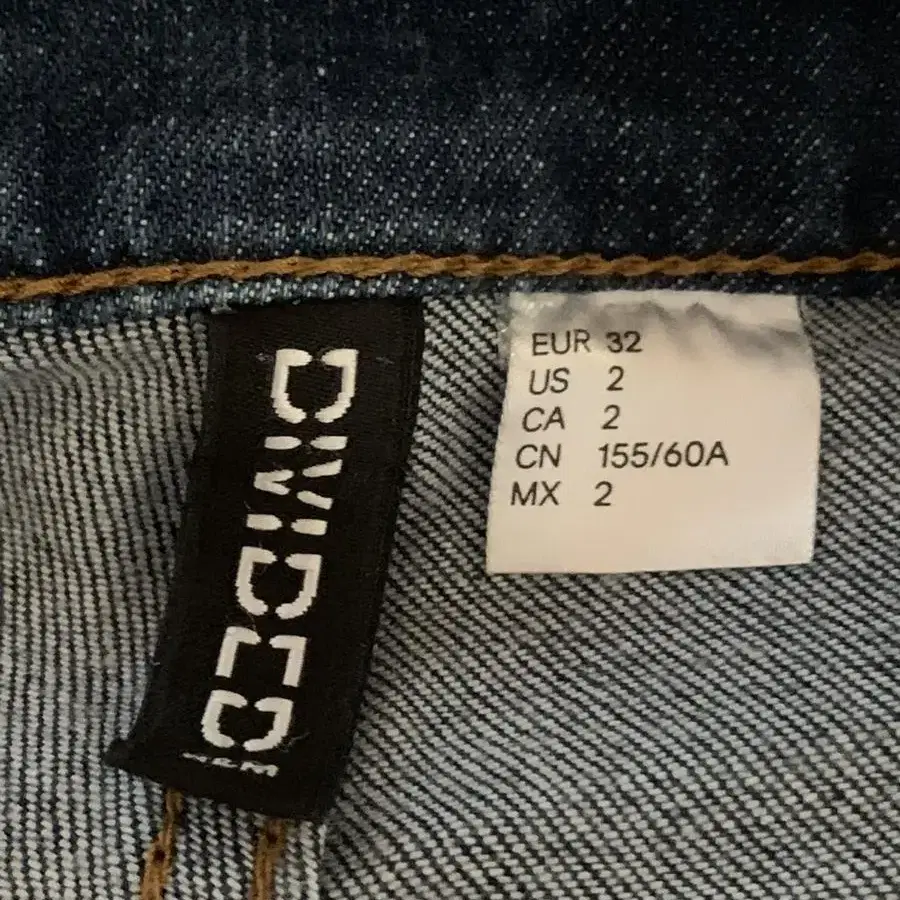 DIVIDED
H&M
EUR 32
US 2
CA 2
CN 155/60A
MX 2